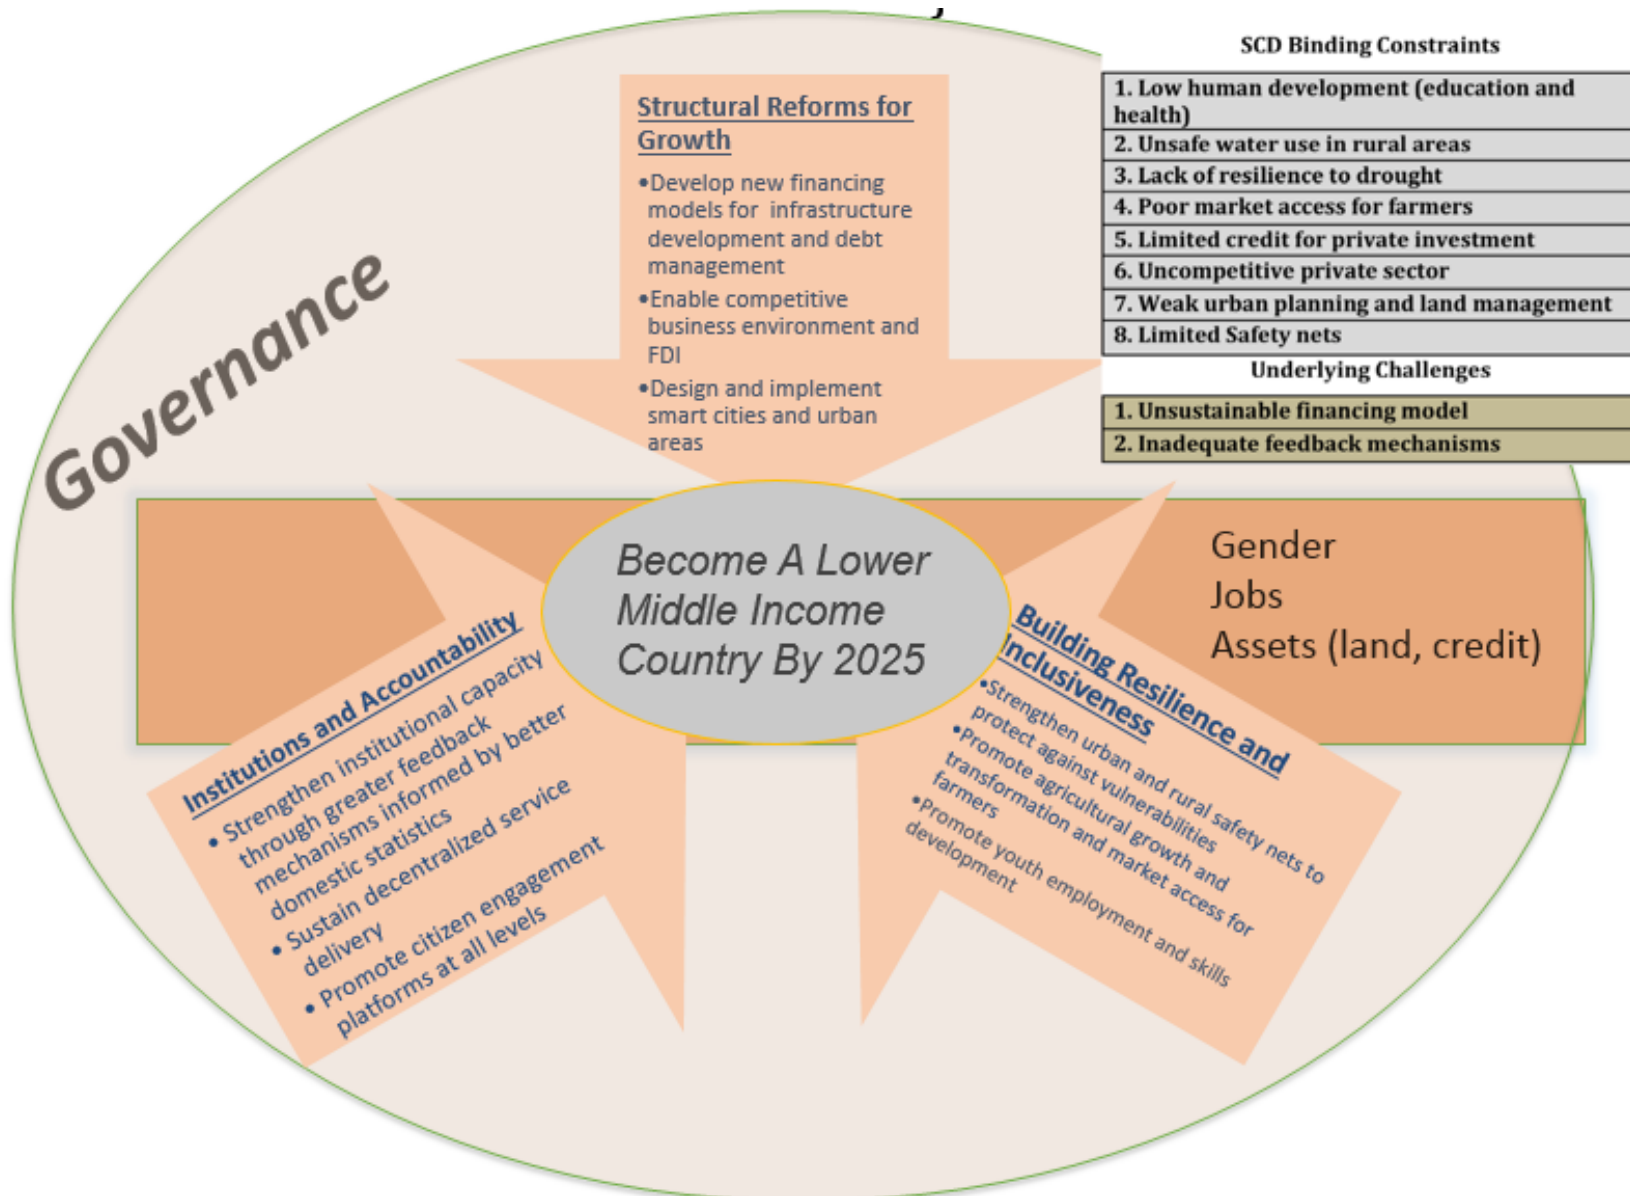 SCD Binding Constraints
1. Low human development (education and
health)
2. Unsafe water use in rural areas
3. Lack of resilience to drought
4. Poor market access for farmers
5. Limited credit for private investment
6. Uncompetitive private sector
7. Weak urban planning and land management
8. Limited Safety nets
Underlying Challenges
1. Unsustainable financing model
2. Inadequate feedback mechanisms
Structural Reforms for
Growth
•Develop new financing
models for infrastructure
development and debt
management
•Enable competitive
business environment and
FDI
•Design and implement
smart cities and urban
areas
Governance
Become A Lower
Middle Income
Country By 2025
Gender
Jobs
Assets (land, credit)
Institutions and Accountability
• Strengthen institutional capacity
through greater feedback
mechanisms informed by better
domestic statistics
• Sustain decentralized service
delivery
• Promote citizen engagement
platforms at all levels
Building Resilience and
Inclusiveness
•Strengthen urban and rural safety nets to
protect against vulnerabilities
•Promote agricultural growth and
transformation and market access for
farmers
•Promote youth employment and skills
development